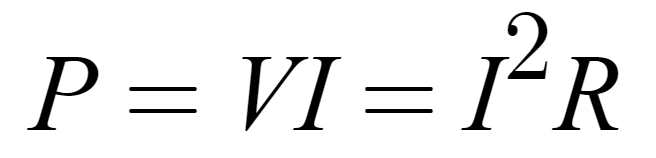 P = VI = I²R